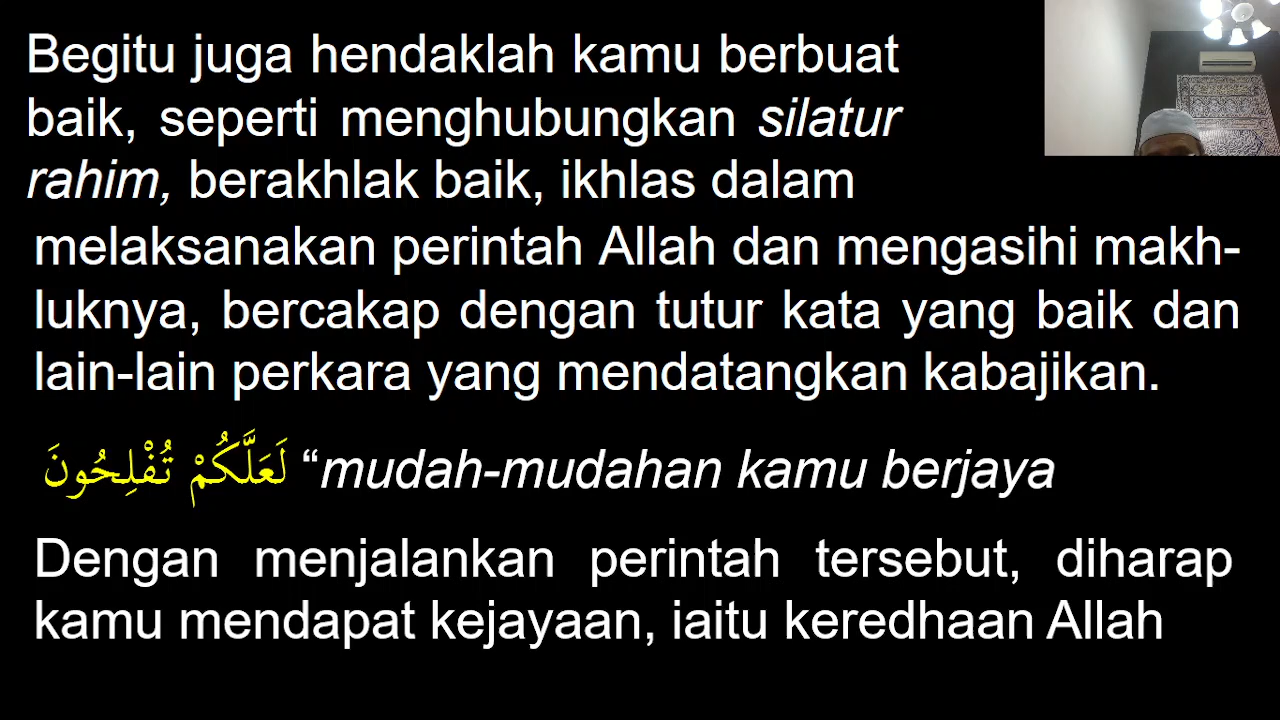 Begitu juga hendaklah kamu berbuat
baik, seperti menghubungkan silatur
rahim, berakhlak baik, ikhlas dalam
melaksanakan perintah Allah dan mengasihi makh-
luknya, bercakap dengan tutur kata yang baik dan
lain-lain perkara yang mendatangkan kabajikan.
لَعَلَّكُمْ تُفْلِحُونَ “mudah-mudahan kamu berjaya
Dengan menjalankan perintah tersebut, diharap
kamu mendapat kejayaan, iaitu keredhaan Allah